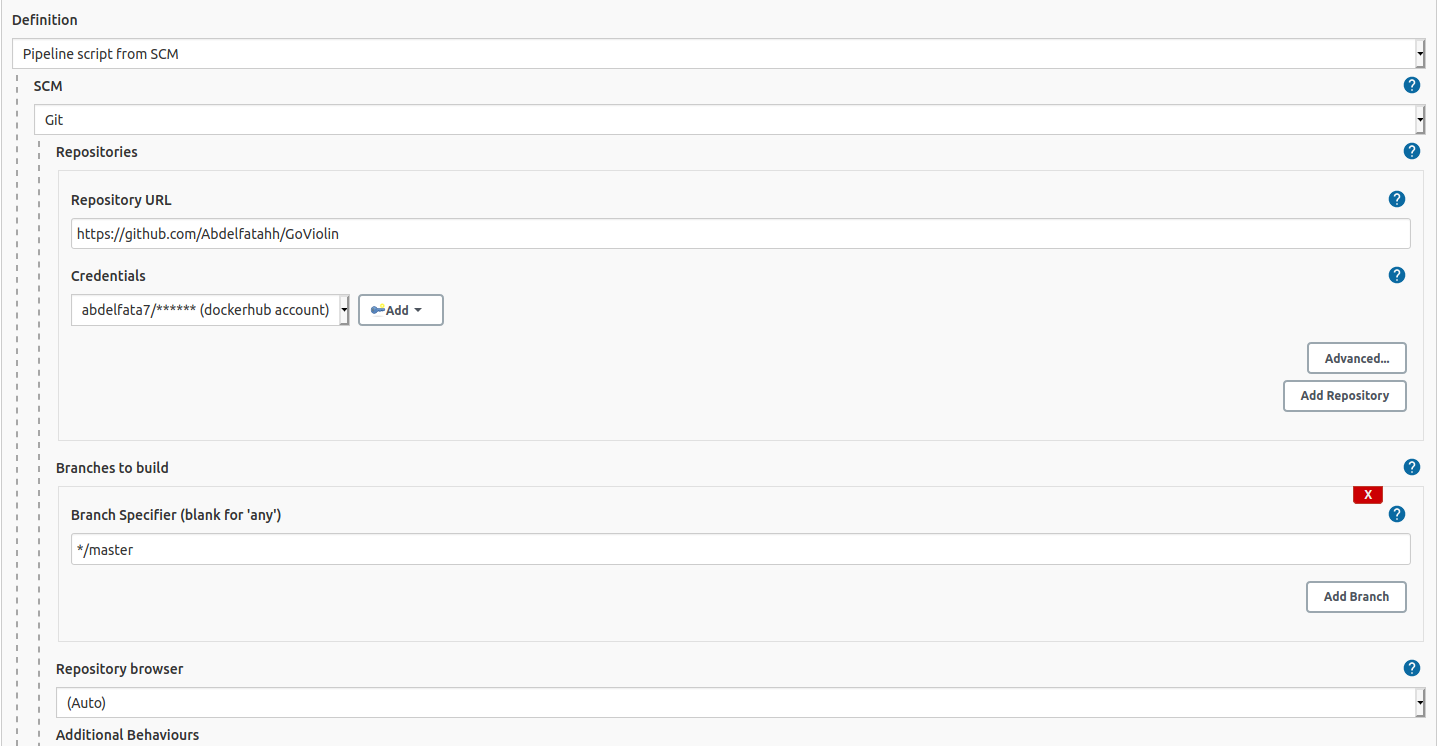 Definition
Pipeline script from SCM
SCM
?
Git
Repositories
?
Repository URL
?
https://github.com/Abdelfatahh/GoViolin
Credentials
?
abdelfata7/****** (dockerhub account)
Add
Advanced...
Add Repository
Branches to build
?
X
Branch Specifier (blank for 'any')
?
*/master
Add Branch
Repository browser
?
(Auto)
Additional Behaviours